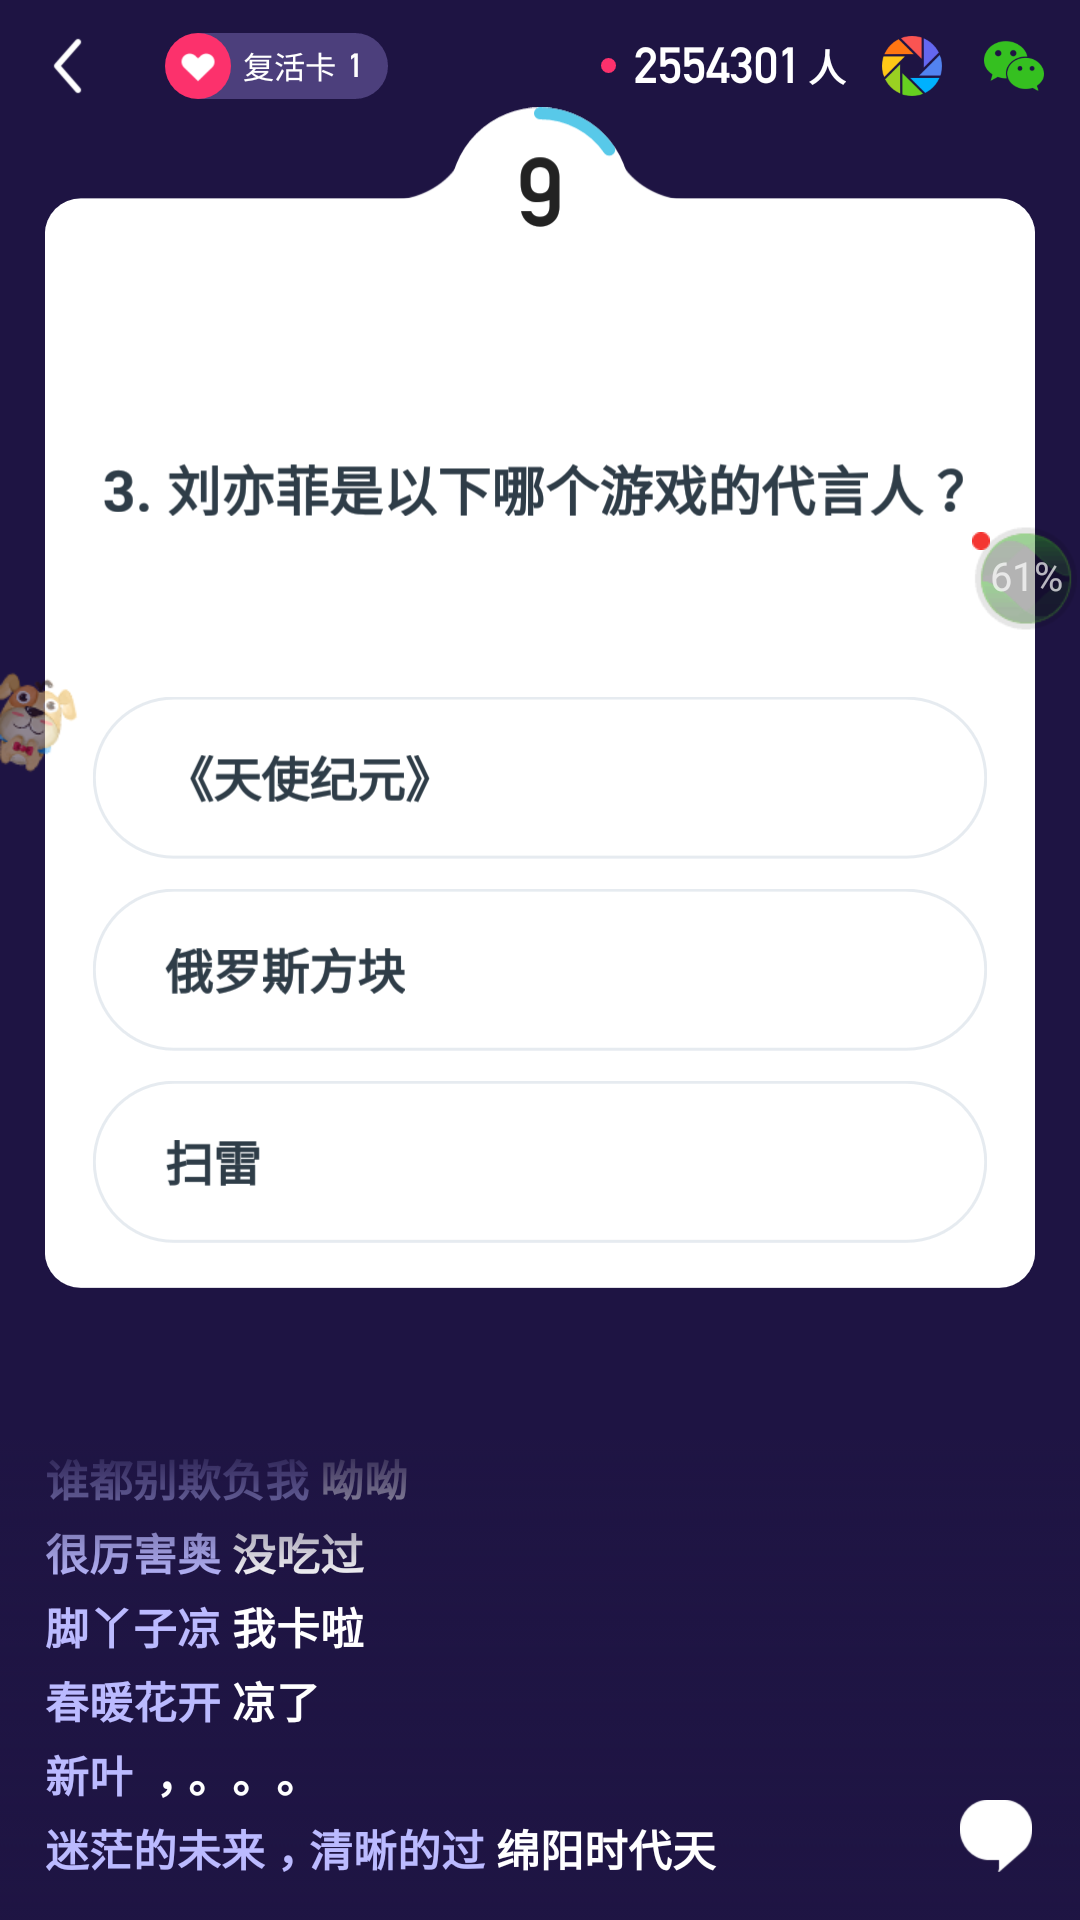 复活卡 1
2554301 人
9
3. 刘亦菲是以下哪个游戏的代言人？
61%
《天使纪元》
俄罗斯方块
扫雷
谁都别欺负我 呦呦
很厉害奥 没吃过
脚丫子凉 我卡啦
春暖花开 凉了
新叶 ，。。。
迷茫的未来，清晰的过 绵阳时代天